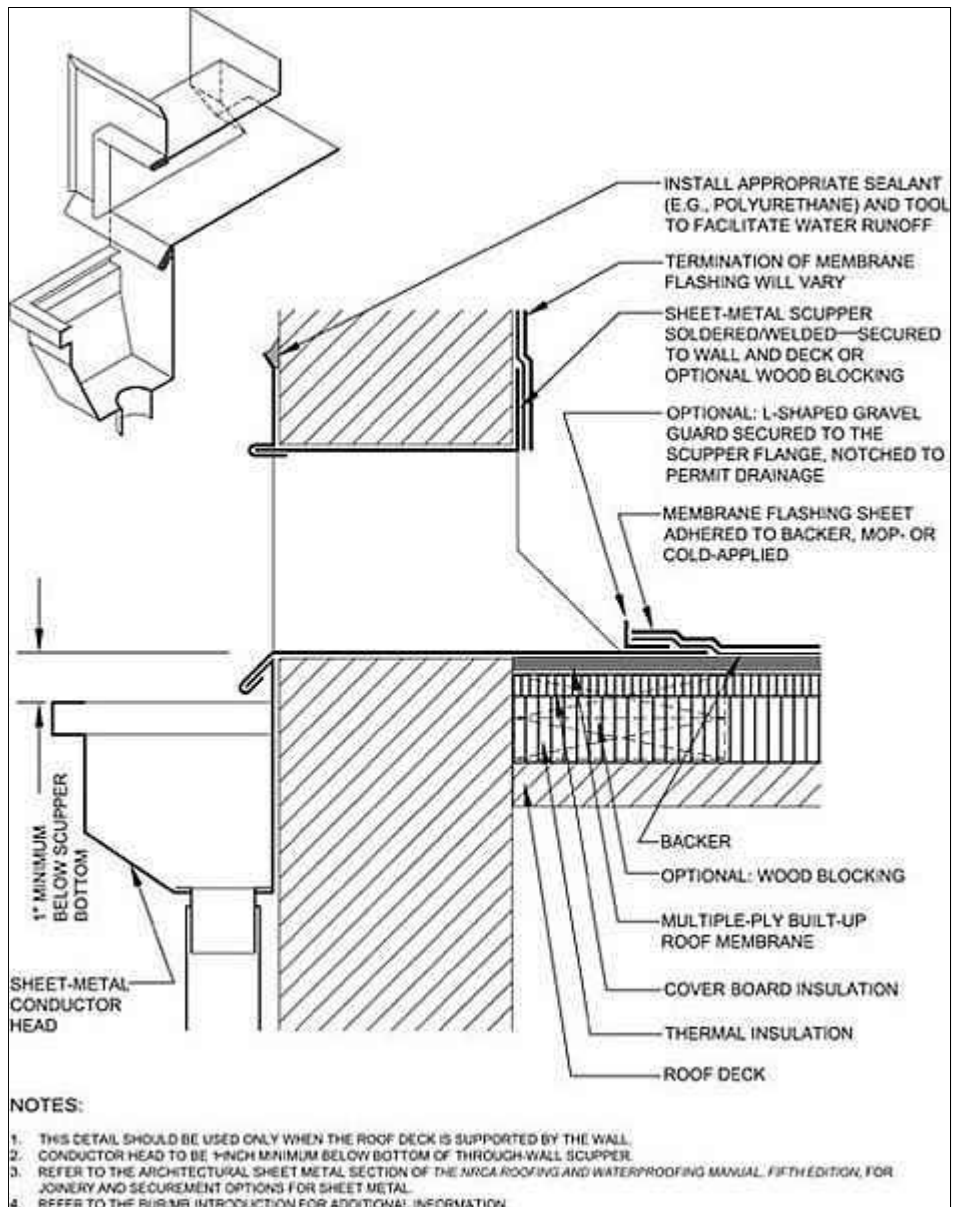 INSTALL APPROPRIATE SEALANT
(E.G., POLYURETHANE) AND TOOL
TO FACILITATE WATER RUNOFF
TERMINATION OF MEMBRANE
FLASHING WILL VARY
SHEET-METAL SCUPPER
SOLDERED/WELDED—SECURED
TO WALL AND DECK OR
OPTIONAL WOOD BLOCKING
OPTIONAL: L-SHAPED GRAVEL
GUARD SECURED TO THE
SCUPPER FLANGE, NOTCHED TO
PERMIT DRAINAGE
MEMBRANE FLASHING SHEET
ADHERED TO BACKER, MOP- OR
COLD-APPLIED
1" MINIMUM
BELOW SCUPPER
BOTTOM
SHEET-METAL
CONDUCTOR
HEAD
BACKER
OPTIONAL: WOOD BLOCKING
MULTIPLE-PLY BUILT-UP
ROOF MEMBRANE
COVER BOARD INSULATION
THERMAL INSULATION
ROOF DECK
NOTES:
1. THIS DETAIL SHOULD BE USED ONLY WHEN THE ROOF DECK IS SUPPORTED BY THE WALL.
2. CONDUCTOR HEAD TO BE 1-INCH MINIMUM BELOW BOTTOM OF THROUGH-WALL SCUPPER.
3. REFER TO THE ARCHITECTURAL SHEET METAL SECTION OF THE NRCA ROOFING AND WATERPROOFING MANUAL, FIFTH EDITION, FOR
JOINERY AND SECUREMENT OPTIONS FOR SHEET METAL.
4. REFER TO THE BUR/MB INTRODUCTION FOR ADDITIONAL INFORMATION.